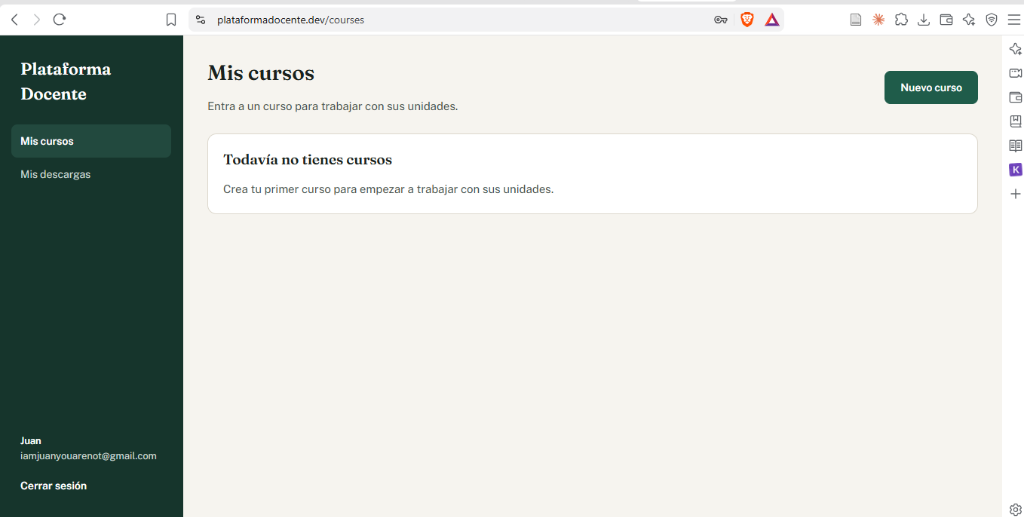 plataformadocente.dev/courses
Plataforma
Docente
Mis cursos
Mis descargas
Juan
iamjuanyouarenot@gmail.com
Cerrar sesión
Mis cursos
Entra a un curso para trabajar con sus unidades.
Nuevo curso
Todavía no tienes cursos
Crea tu primer curso para empezar a trabajar con sus unidades.
K